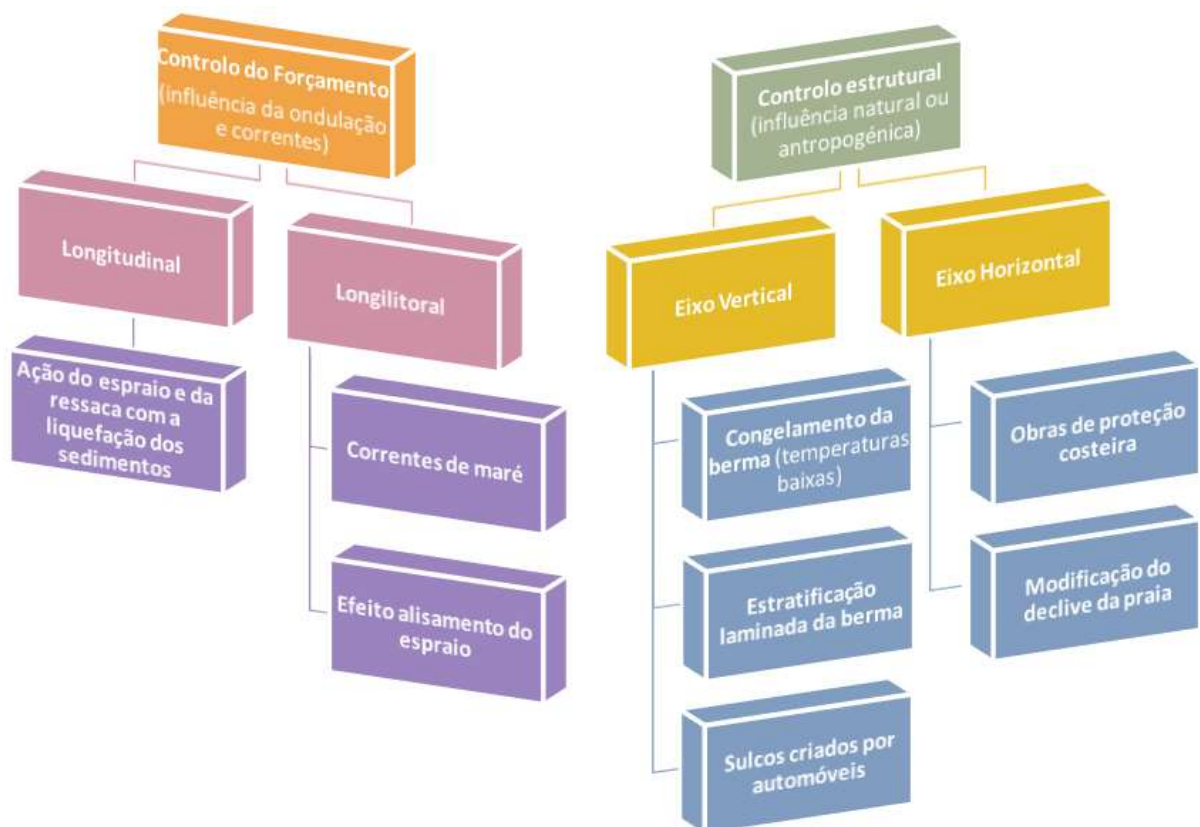 Controlo do Forçamento
(influência da ondulação
e correntes)
Longitudinal
Longilitoral
Ação do espraio e da
ressaca com a
liquefação dos
sedimentos
Correntes de maré
Efeito alisamento do
espraio
Controlo estrutural
(influência natural ou
antropogénica)
Eixo Vertical
Eixo Horizontal
Congelamento da
berma (temperaturas
baixas)
Estratificação
laminada da berma
Sulcos criados por
automóveis
Obras de proteção
costeira
Modificação do
declive da praia